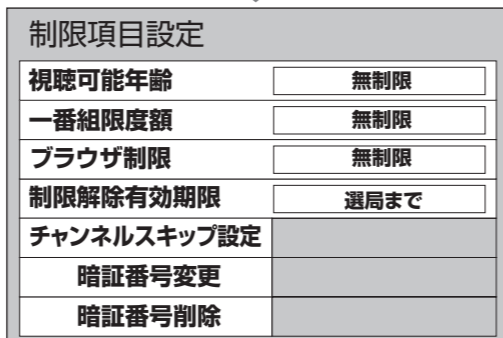 制限項目設定
視聴可能年齢 無制限
一番組限度額 無制限
ブラウザ制限 無制限
制限解除有効期限 選局まで
チャンネルスキップ設定
暗証番号変更
暗証番号削除